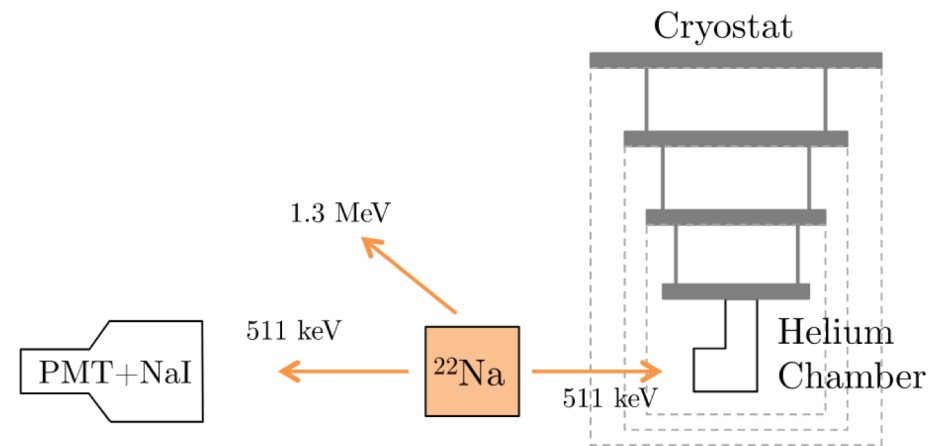 Cryostat
1.3 MeV
511 keV
PMT+NaI
²²Na
511 keV
Helium
Chamber